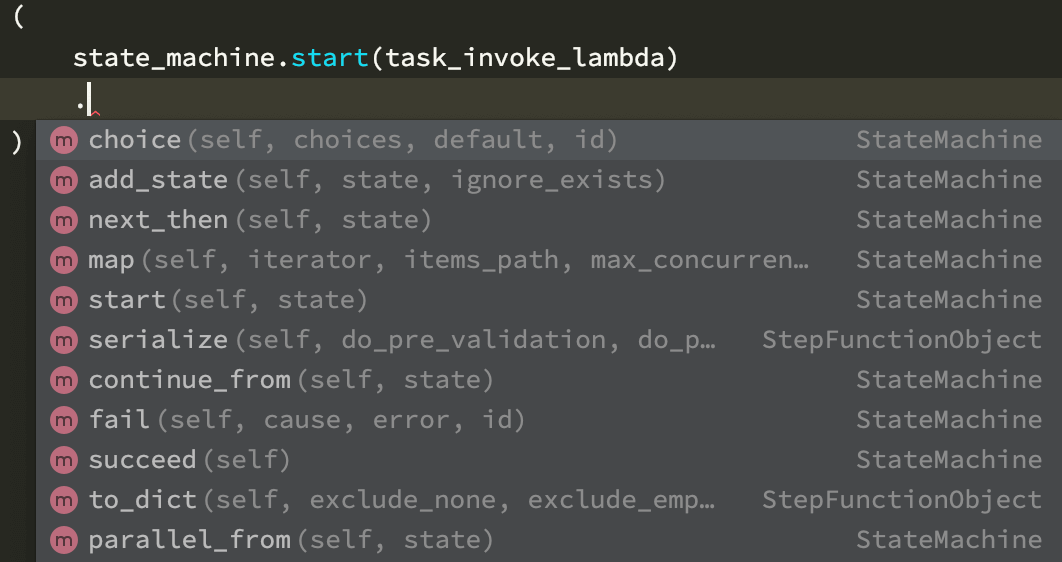 (
state_machine.start(task_invoke_lambda)
.
)
m choice(self, choices, default, id) StateMachine
m add_state(self, state, ignore_exists) StateMachine
m next_then(self, state) StateMachine
m map(self, iterator, items_path, max_concurren… StateMachine
m start(self, state) StateMachine
m serialize(self, do_pre_validation, do_p… StepFunctionObject
m continue_from(self, state) StateMachine
m fail(self, cause, error, id) StateMachine
m succeed(self) StateMachine
m to_dict(self, exclude_none, exclude_emp… StepFunctionObject
m parallel_from(self, state) StateMachine